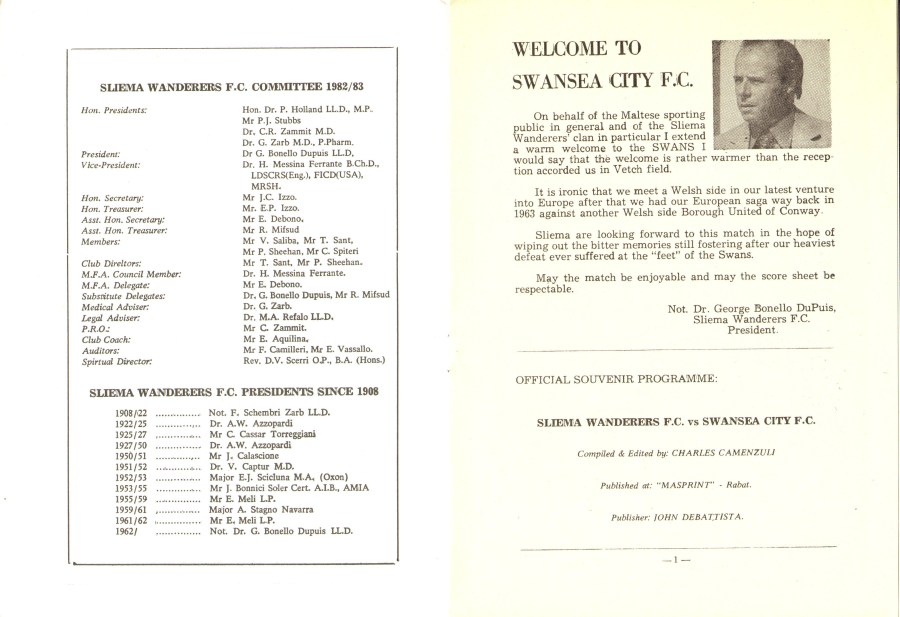 SLIEMA WANDERERS F.C. COMMITTEE 1982/83
Hon. Presidents: Hon. Dr. P. Holland LL.D., M.P.
Mr P.J. Stubbs
Dr. C.R. Zammit M.D.
Dr. G. Zarb M.D., P.Pharm.
President: Dr G. Bonello Dupuis LL.D,
Vice-President: Dr. H. Messina Ferrante B.Ch.D.,
LDSCRS(Eng.), FICD(USA),
MRSH.
Hon. Secretary: Mr J.C. Izzo.
Hon. Treasurer: Mr. E.P. Izzo.
Asst. Hon. Secretary: Mr E. Debono,
Asst. Hon. Treasurer: Mr R. Mifsud
Members: Mr V. Saliba, Mr T. Sant,
Mr P. Sheehan, Mr C. Spiteri
Club Direltors: Mr T. Sant, Mr P. Sheehan.
M.F.A. Council Member: Dr. H. Messina Ferrante.
M.F.A. Delegate: Mr E. Debono.
Substitute Delegates: Dr. G. Bonello Dupuis, Mr R. Mifsud
Medical Adviser: Dr. G. Zarb.
Legal Adviser: Dr. M.A. Refalo LL.D.
P.R.O.: Mr C. Zammit.
Club Coach: Mr E. Aquilina,
Auditors: Mr F. Camilleri, Mr E. Vassallo.
Spirtual Director: Rev. D.V. Scerri O.P., B.A. (Hons.)
SLIEMA WANDERERS F.C. PRESIDENTS SINCE 1908
1908/22 .............. Not. F. Schembri Zarb LL.D.
1922/25 .............. Dr. A.W. Azzopardi
1925/27 .............. Mr C. Cassar Torreggiani
1927/50 .............. Dr. A.W. Azzopardi
1950/51 .............. Mr J. Calascione
1951/52 .............. Dr. V. Captur M.D.
1952/53 .............. Major E.J. Scicluna M.A. (Oxon)
1953/55 .............. Mr J. Bonnici Soler Cert. A.I.B., AMIA
1955/59 .............. Mr E. Meli L.P.
1959/61 .............. Major A. Stagno Navarra
1961/62 .............. Mr E. Meli L.P.
1962/ .............. Not. Dr. G. Bonello Dupuis LL.D.
WELCOME TO
SWANSEA CITY F.C.
On behalf of the Maltese sporting
public in general and of the Sliema
Wanderers' clan in particular I extend
a warm welcome to the SWANS I
would say that the welcome is rather warmer than the recep-
tion accorded us in Vetch field.
It is ironic that we meet a Welsh side in our latest venture
into Europe after that we had our European saga way back in
1963 against another Welsh side Borough United of Conway.
Sliema are looking forward to this match in the hope of
wiping out the bitter memories still fostering after our heaviest
defeat ever suffered at the "feet" of the Swans.
May the match be enjoyable and may the score sheet be
respectable.
Not. Dr. George Bonello DuPuis,
Sliema Wanderers F.C.
President.
OFFICIAL SOUVENIR PROGRAMME:
SLIEMA WANDERERS F.C. vs SWANSEA CITY F.C.
Compiled & Edited by: CHARLES CAMENZULI
Published at: "MASPRINT" - Rabat.
Publisher: JOHN DEBATTISTA.
— 1 —